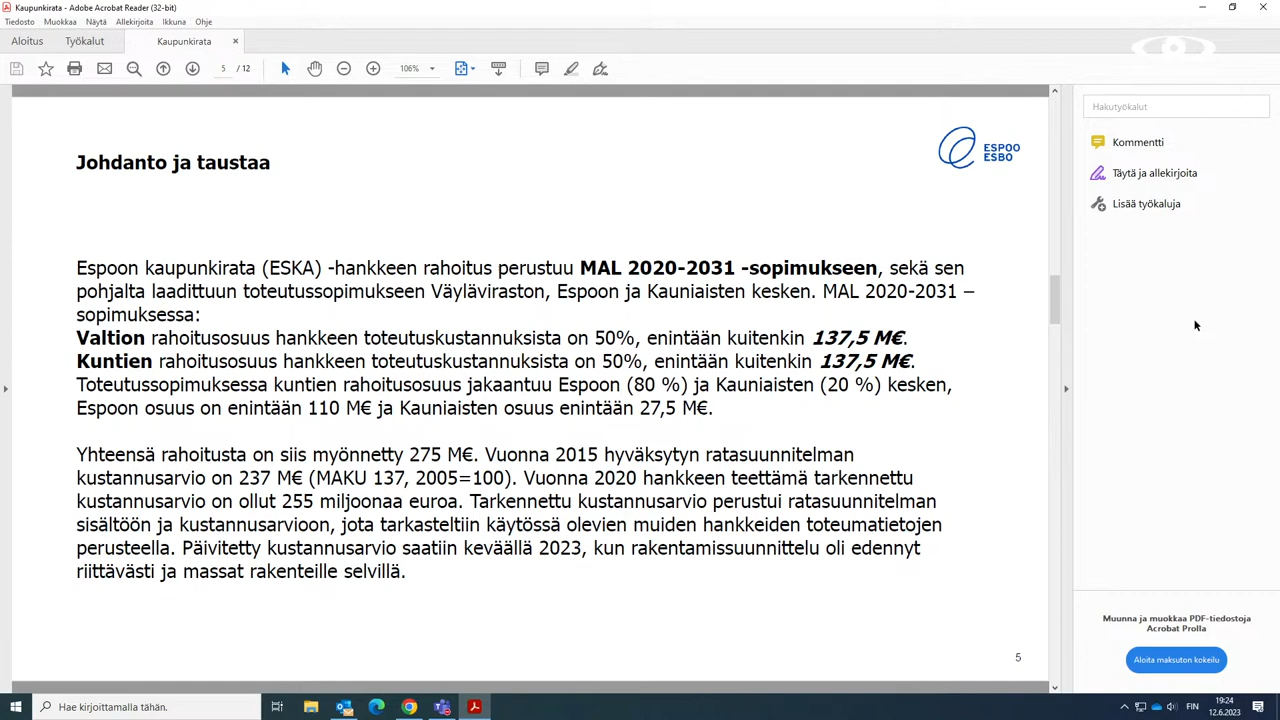 Kaupunkirata - Adobe Acrobat Reader (32-bit)
Tiedosto Muokkaa Näytä Allekirjoita Ikkuna Ohje
Aloitus Työkalut Kaupunkirata ×
5 / 12 106%
Hakutyökalut
Kommentti
Täytä ja allekirjoita
Lisää työkaluja
ESPOO
ESBO
Johdanto ja taustaa
Espoon kaupunkirata (ESKA) -hankkeen rahoitus perustuu MAL 2020-2031 -sopimukseen, sekä sen
pohjalta laadittuun toteutussopimukseen Väyläviraston, Espoon ja Kauniaisten kesken. MAL 2020-2031 –
sopimuksessa:
Valtion rahoitusosuus hankkeen toteutuskustannuksista on 50%, enintään kuitenkin 137,5 M€.
Kuntien rahoitusosuus hankkeen toteutuskustannuksista on 50%, enintään kuitenkin 137,5 M€.
Toteutussopimuksessa kuntien rahoitusosuus jakaantuu Espoon (80 %) ja Kauniaisten (20 %) kesken,
Espoon osuus on enintään 110 M€ ja Kauniaisten osuus enintään 27,5 M€.
Yhteensä rahoitusta on siis myönnetty 275 M€. Vuonna 2015 hyväksytyn ratasuunnitelman
kustannusarvio on 237 M€ (MAKU 137, 2005=100). Vuonna 2020 hankkeen teettämä tarkennettu
kustannusarvio on ollut 255 miljoonaa euroa. Tarkennettu kustannusarvio perustui ratasuunnitelman
sisältöön ja kustannusarvioon, jota tarkasteltiin käytössä olevien muiden hankkeiden toteumatietojen
perusteella. Päivitetty kustannusarvio saatiin keväällä 2023, kun rakentamissuunnittelu oli edennyt
riittävästi ja massat rakenteille selvillä.
5
Muunna ja muokkaa PDF-tiedostoja
Acrobat Prolla
Aloita maksuton kokeilu
Hae kirjoittamalla tähän.
FIN
19:24
12.6.2023